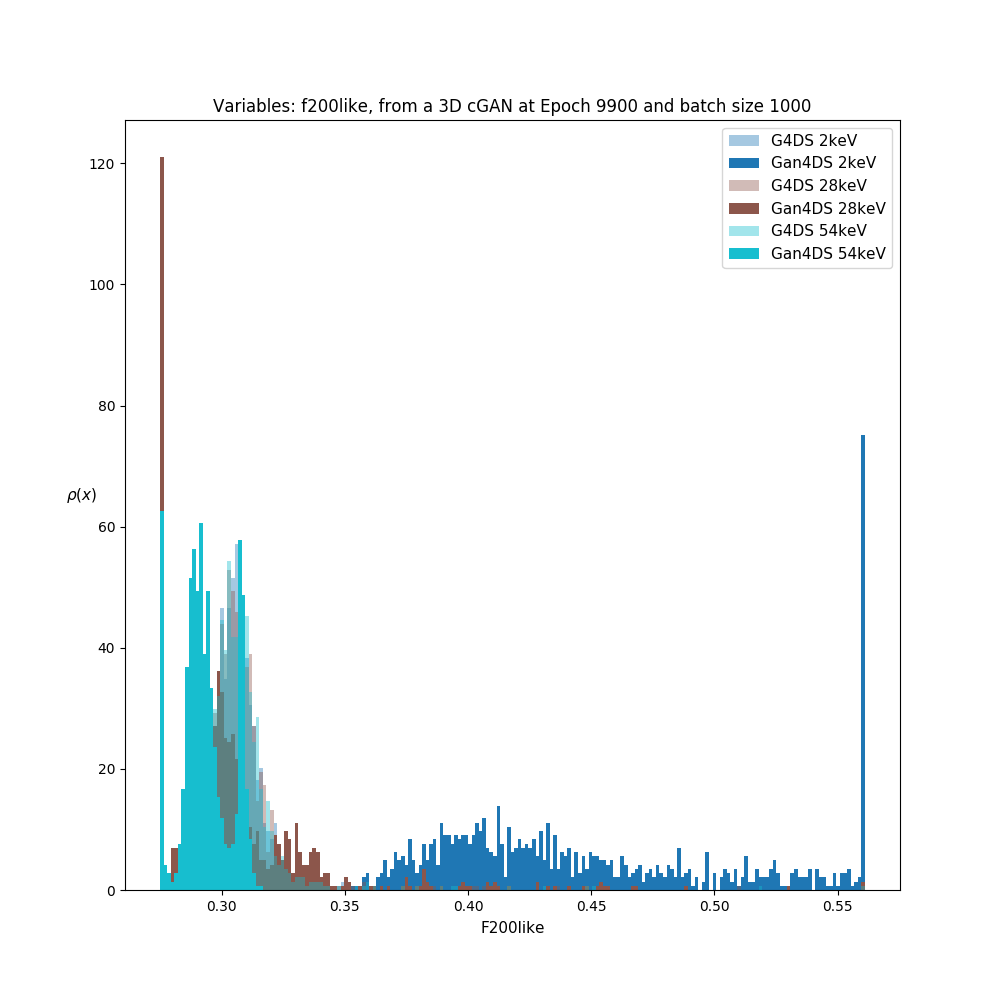 Variables: f200like, from a 3D cGAN at Epoch 9900 and batch size 1000
G4DS 2keV
Gan4DS 2keV
G4DS 28keV
Gan4DS 28keV
G4DS 54keV
Gan4DS 54keV
120
100
80
60
40
20
0
ρ(x)
0.30 0.35 0.40 0.45 0.50 0.55
F200like